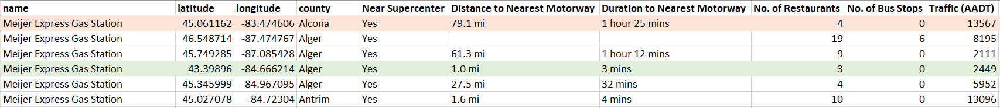 name latitude longitude county Near Supercenter Distance to Nearest Motorway Duration to Nearest Motorway No. of Restaurants No. of Bus Stops Traffic (AADT)
Meijer Express Gas Station 45.061162 -83.474606 Alcona Yes 79.1 mi 1 hour 25 mins 4 0 13567
Meijer Express Gas Station 46.548714 -87.474767 Alger Yes 19 6 8195
Meijer Express Gas Station 45.749285 -87.085428 Alger Yes 61.3 mi 1 hour 12 mins 9 0 2111
Meijer Express Gas Station 43.39896 -84.666214 Alger Yes 1.0 mi 3 mins 3 0 2449
Meijer Express Gas Station 45.345999 -84.967095 Alger Yes 27.5 mi 32 mins 4 0 5952
Meijer Express Gas Station 45.027078 -84.72304 Antrim Yes 1.6 mi 4 mins 10 0 13096